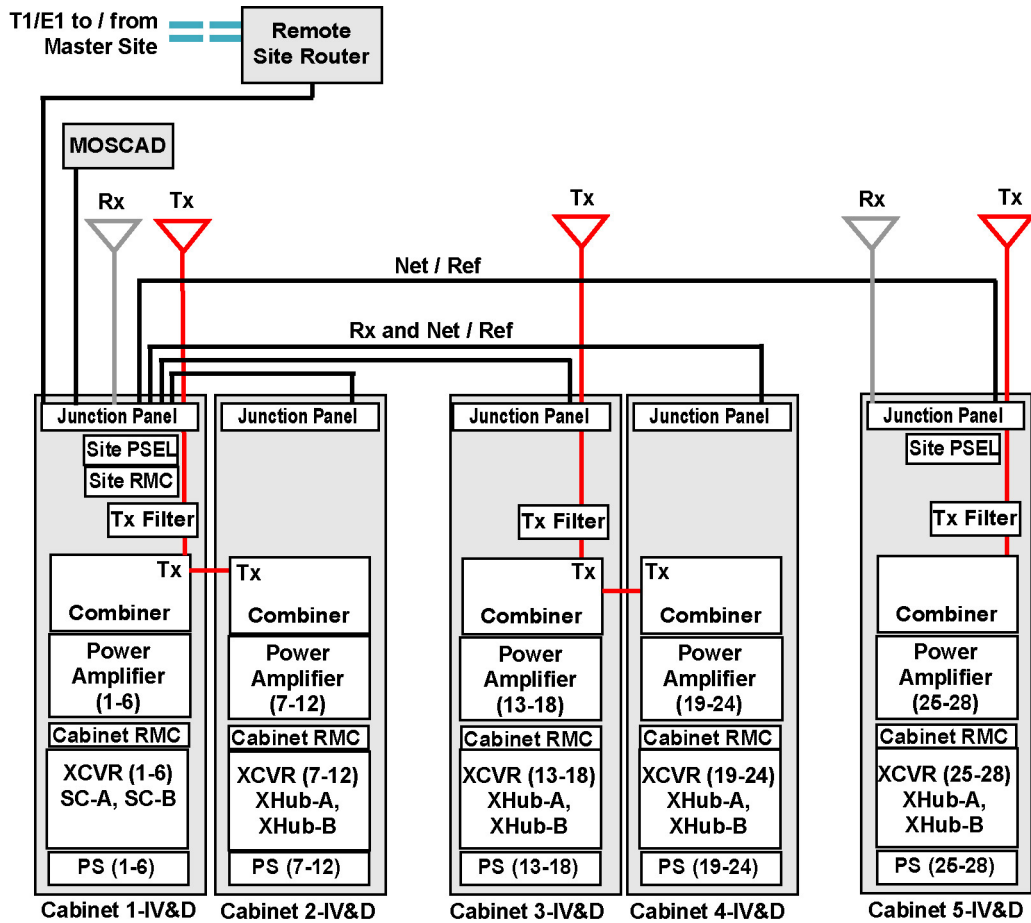 T1/E1 to / from
Master Site
Remote
Site Router
MOSCAD
Rx
Tx
Tx
Rx
Tx
Net / Ref
Rx and Net / Ref
Junction Panel
Site PSEL
Site RMC
Tx Filter
Tx
Combiner
Power
Amplifier
(1-6)
Cabinet RMC
XCVR (1-6)
SC-A, SC-B
PS (1-6)
Cabinet 1-IV&D
Junction Panel
Tx
Combiner
Power
Amplifier
(7-12)
Cabinet RMC
XCVR (7-12)
XHub-A,
XHub-B
PS (7-12)
Cabinet 2-IV&D
Junction Panel
Tx Filter
Tx
Combiner
Power
Amplifier
(13-18)
Cabinet RMC
XCVR (13-18)
XHub-A,
XHub-B
PS (13-18)
Cabinet 3-IV&D
Junction Panel
Tx
Combiner
Power
Amplifier
(19-24)
Cabinet RMC
XCVR (19-24)
XHub-A,
XHub-B
PS (19-24)
Cabinet 4-IV&D
Junction Panel
Site PSEL
Tx Filter
Combiner
Power
Amplifier
(25-28)
Cabinet RMC
XCVR (25-28)
XHub-A,
XHub-B
PS (25-28)
Cabinet 5-IV&D